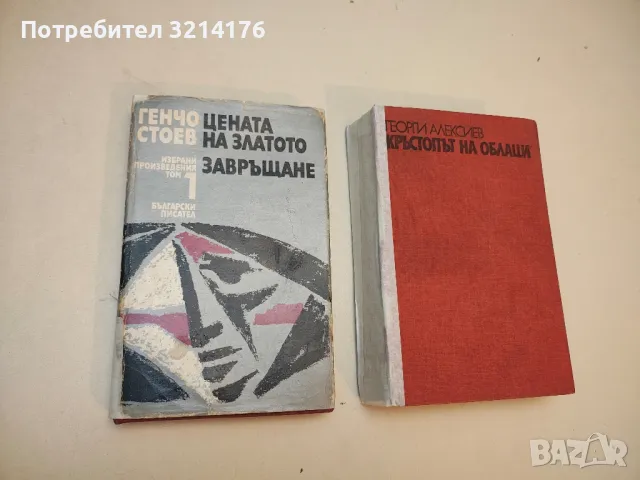 Потребител 3214176
ГЕНЧО
СТОЕВ
ЦЕНАТА
НА ЗЛАТОТО
ЗАВРЪЩАНЕ
ИЗБРАНИ
ПРОИЗВЕДЕНИЯ
ТОМ 1
БЪЛГАРСКИ
ПИСАТЕЛ
ГЕОРГИ АЛЕКСИЕВ
КРЪСТОПЪТ НА ОБЛАЦИ
BAZAR